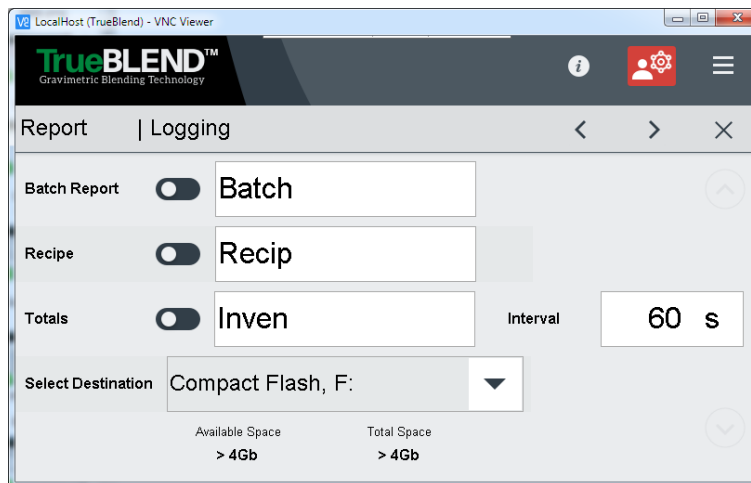 LocalHost (TrueBlend) - VNC Viewer
TrueBLEND™
Gravimetric Blending Technology
Report | Logging
Batch Report Batch
Recipe Recip
Totals Inven Interval 60 s
Select Destination Compact Flash, F:
Available Space Total Space
> 4Gb > 4Gb